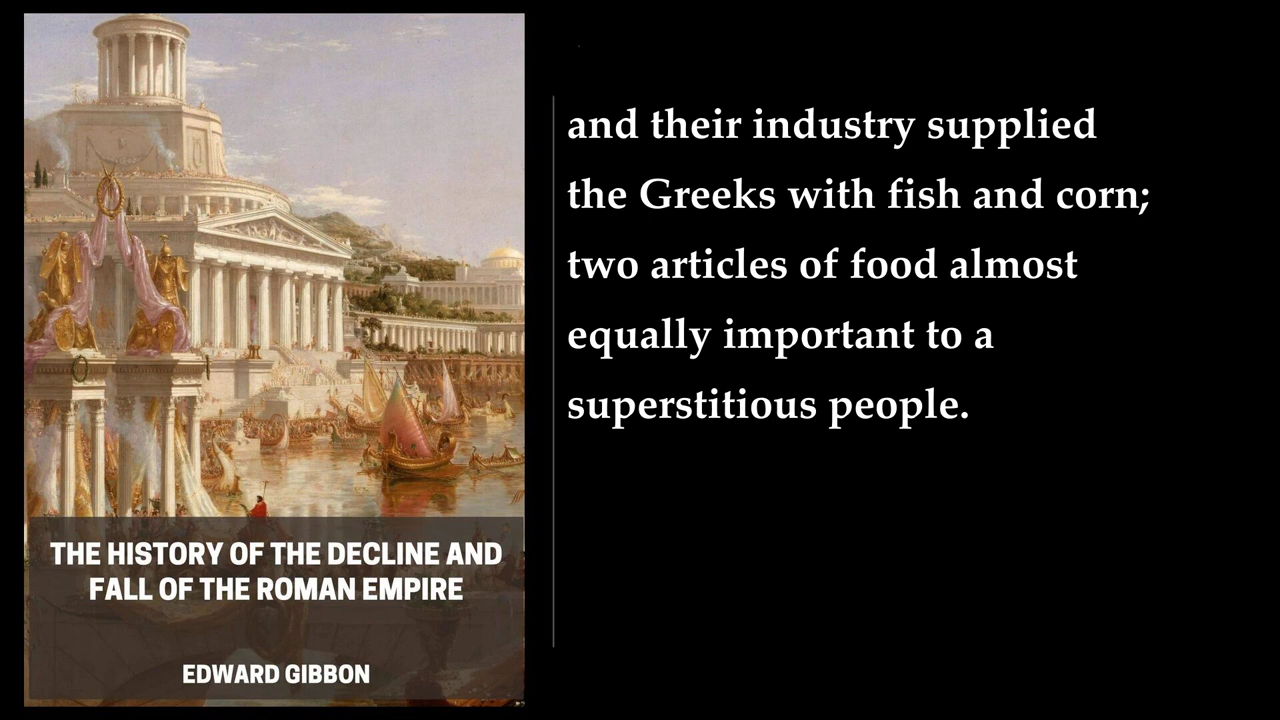 and their industry supplied
the Greeks with fish and corn;
two articles of food almost
equally important to a
superstitious people.
THE HISTORY OF THE DECLINE AND
FALL OF THE ROMAN EMPIRE
EDWARD GIBBON